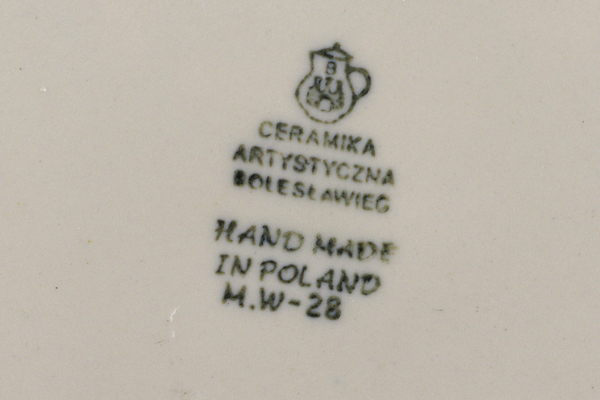 B
CERAMIKA
ARTYSTYCZNA
BOLESŁAWIEC
HAND MADE
IN POLAND
M.W-28